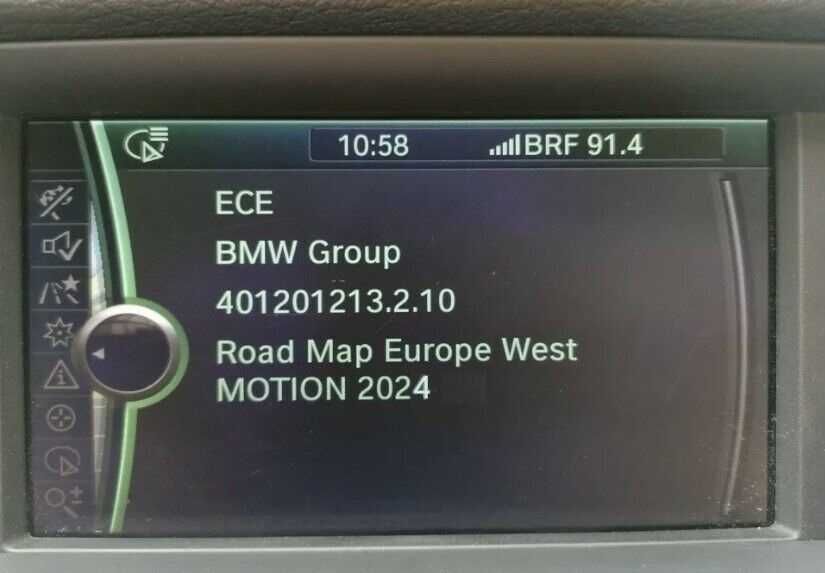 10:58 BRF 91.4
ECE
BMW Group
401201213.2.10
Road Map Europe West
MOTION 2024